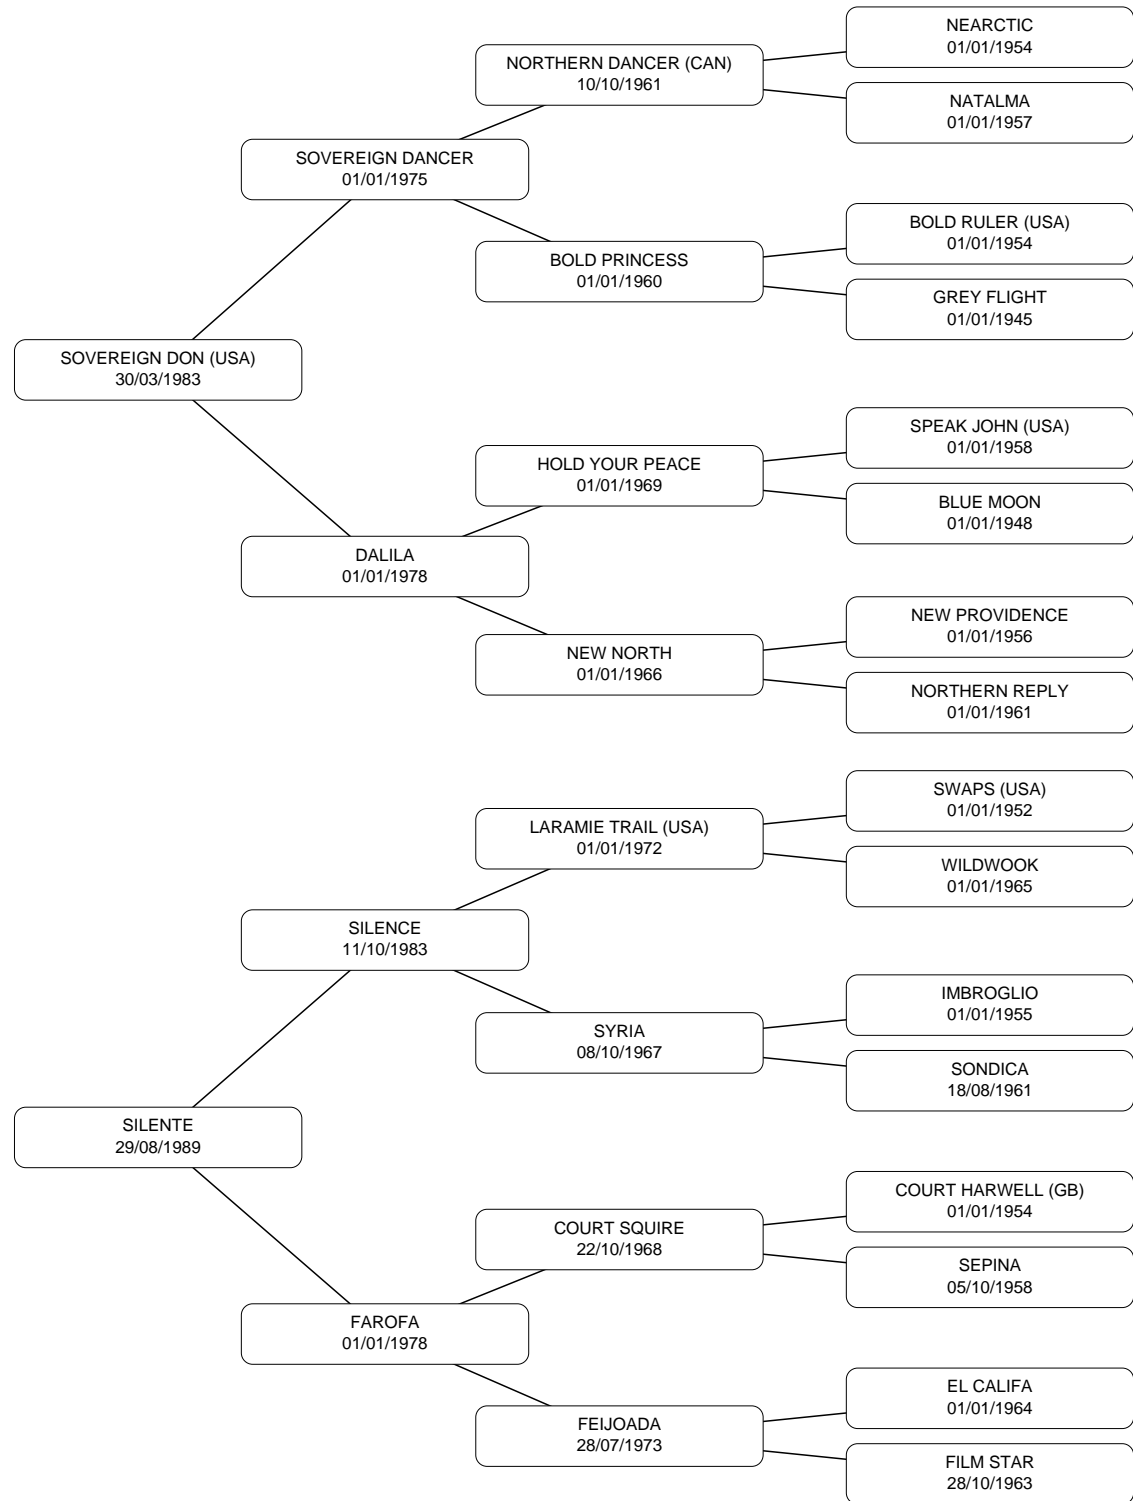 NEARCTIC
01/01/1954
NORTHERN DANCER (CAN)
10/10/1961
NATALMA
01/01/1957
SOVEREIGN DANCER
01/01/1975
BOLD RULER (USA)
01/01/1954
BOLD PRINCESS
01/01/1960
GREY FLIGHT
01/01/1945
SOVEREIGN DON (USA)
30/03/1983
SPEAK JOHN (USA)
01/01/1958
HOLD YOUR PEACE
01/01/1969
BLUE MOON
01/01/1948
DALILA
01/01/1978
NEW PROVIDENCE
01/01/1956
NEW NORTH
01/01/1966
NORTHERN REPLY
01/01/1961
SWAPS (USA)
01/01/1952
LARAMIE TRAIL (USA)
01/01/1972
WILDWOOK
01/01/1965
SILENCE
11/10/1983
IMBROGLIO
01/01/1955
SYRIA
08/10/1967
SONDICA
18/08/1961
SILENTE
29/08/1989
COURT HARWELL (GB)
01/01/1954
COURT SQUIRE
22/10/1968
SEPINA
05/10/1958
FAROFA
01/01/1978
EL CALIFA
01/01/1964
FEIJOADA
28/07/1973
FILM STAR
28/10/1963